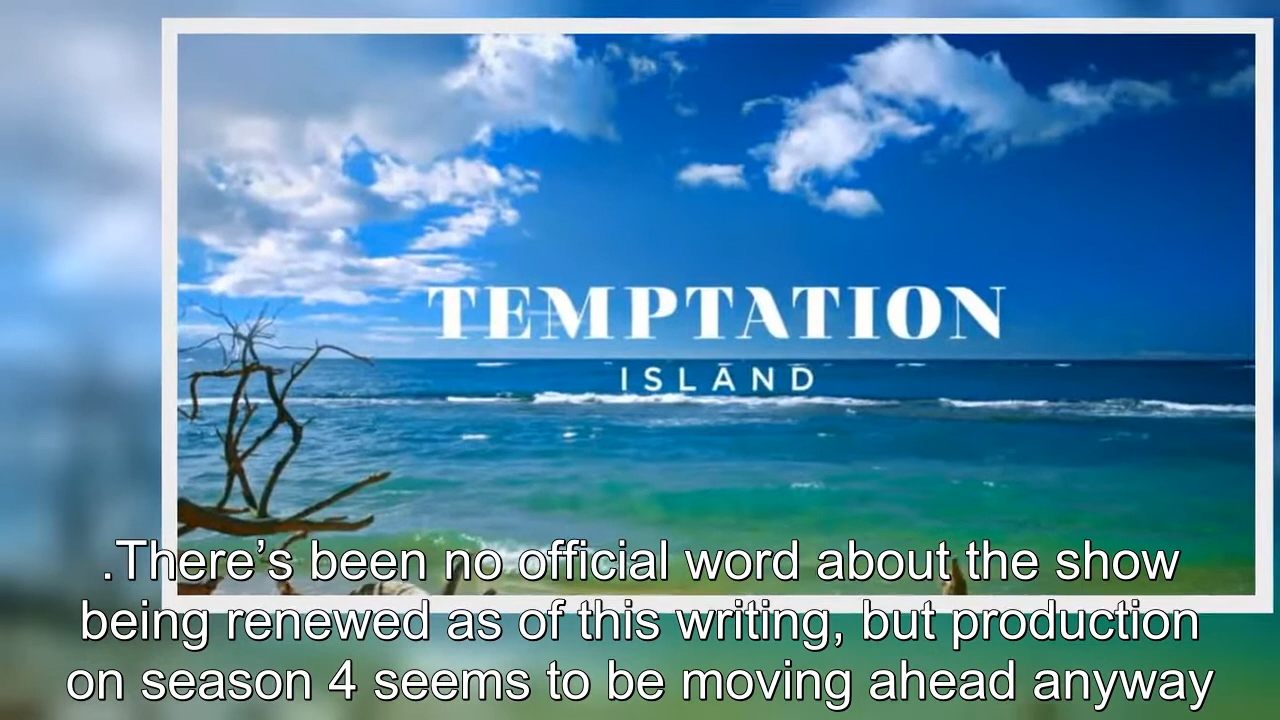 TEMPTATION
ISLAND
.There’s been no official word about the show
being renewed as of this writing, but production
on season 4 seems to be moving ahead anyway